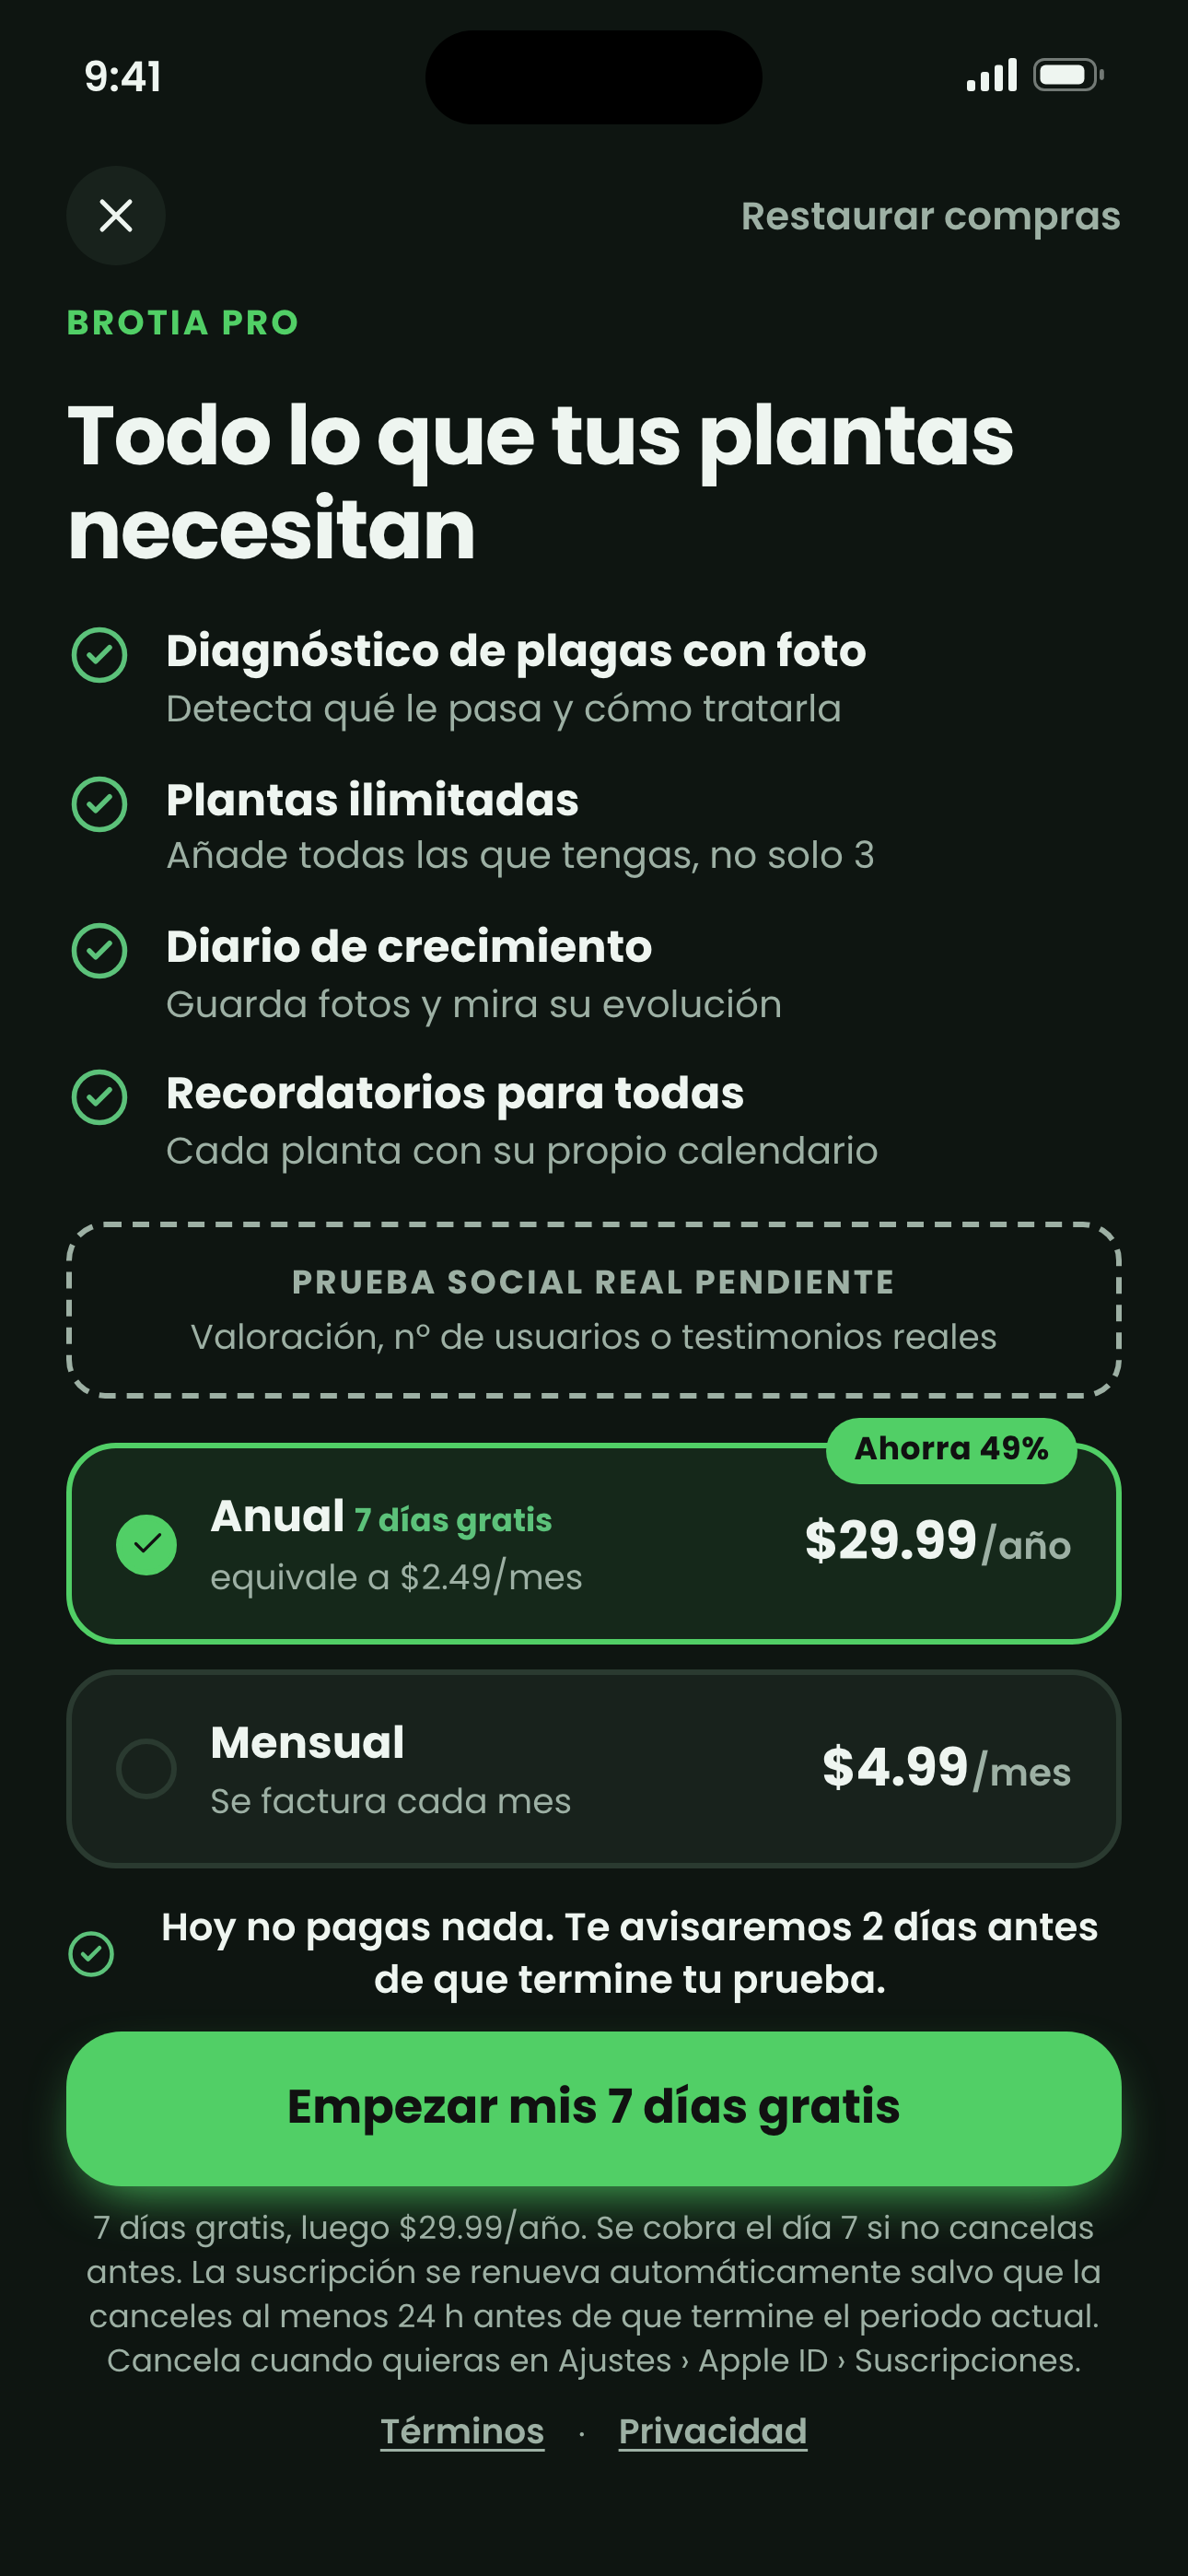 9:41
Restaurar compras
BROTIA PRO
Todo lo que tus plantas
necesitan
Diagnóstico de plagas con foto
Detecta qué le pasa y cómo tratarla
Plantas ilimitadas
Añade todas las que tengas, no solo 3
Diario de crecimiento
Guarda fotos y mira su evolución
Recordatorios para todas
Cada planta con su propio calendario
PRUEBA SOCIAL REAL PENDIENTE
Valoración, nº de usuarios o testimonios reales
Ahorra 49%
Anual 7 días gratis
equivale a $2.49/mes
$29.99/año
Mensual
Se factura cada mes
$4.99/mes
Hoy no pagas nada. Te avisaremos 2 días antes
de que termine tu prueba.
Empezar mis 7 días gratis
7 días gratis, luego $29.99/año. Se cobra el día 7 si no cancelas
antes. La suscripción se renueva automáticamente salvo que la
canceles al menos 24 h antes de que termine el periodo actual.
Cancela cuando quieras en Ajustes › Apple ID › Suscripciones.
Términos · Privacidad